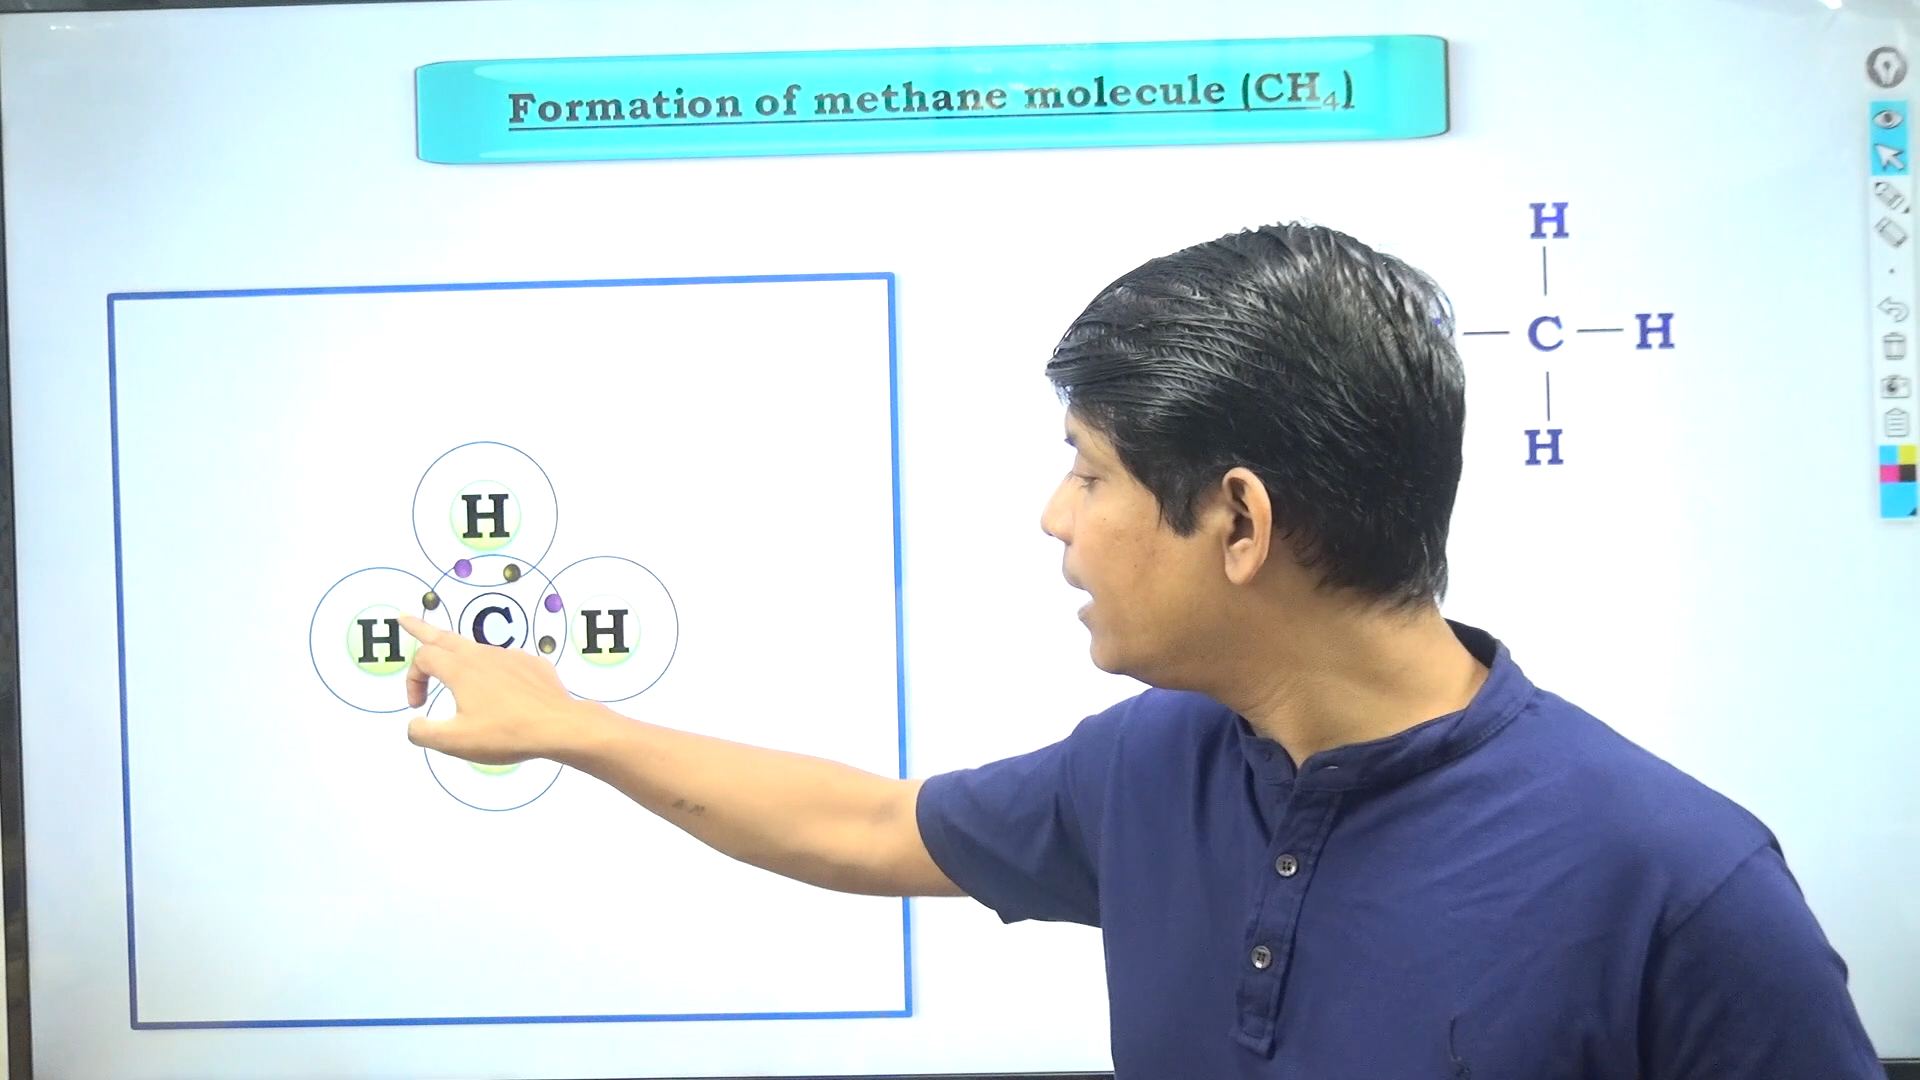 Formation of methane molecule (CH₄)
H
C H
H
H
H C H